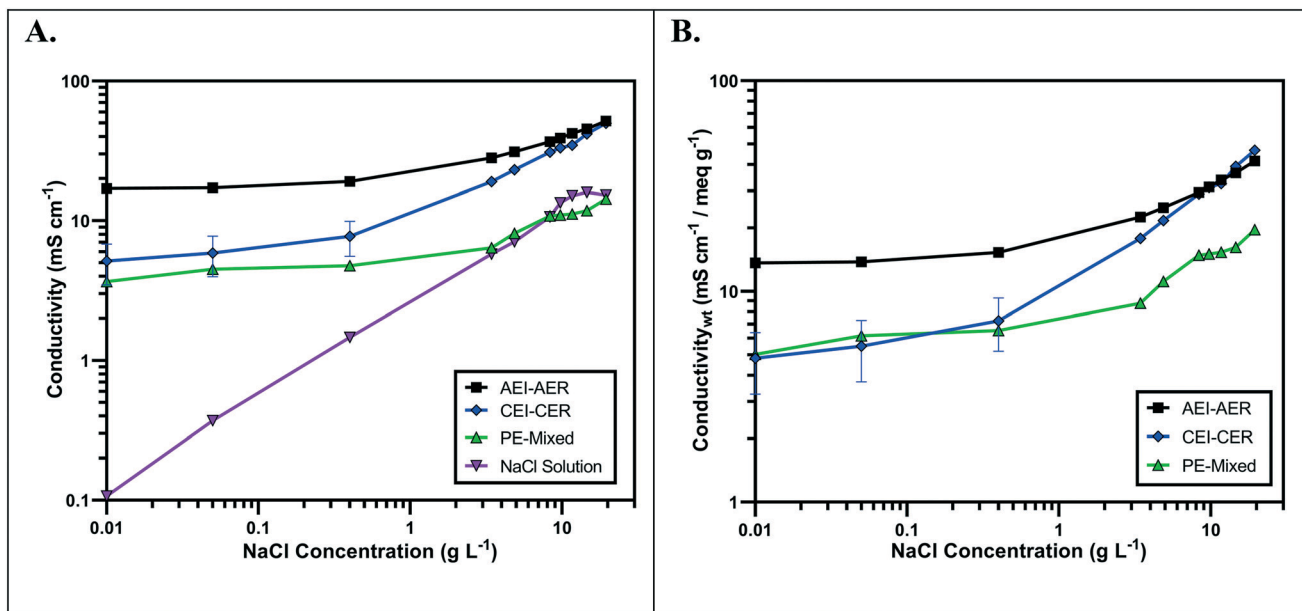 A.
100
10
1
0.1
Conductivity (mS cm⁻¹)
0.01
0.1
1
10
NaCl Concentration (g L⁻¹)
AEI-AER
CEI-CER
PE-Mixed
NaCl Solution
B.
100
10
1
Conductivity_wt (mS cm⁻¹ / meq g⁻¹)
0.01
0.1
1
10
NaCl Concentration (g L⁻¹)
AEI-AER
CEI-CER
PE-Mixed